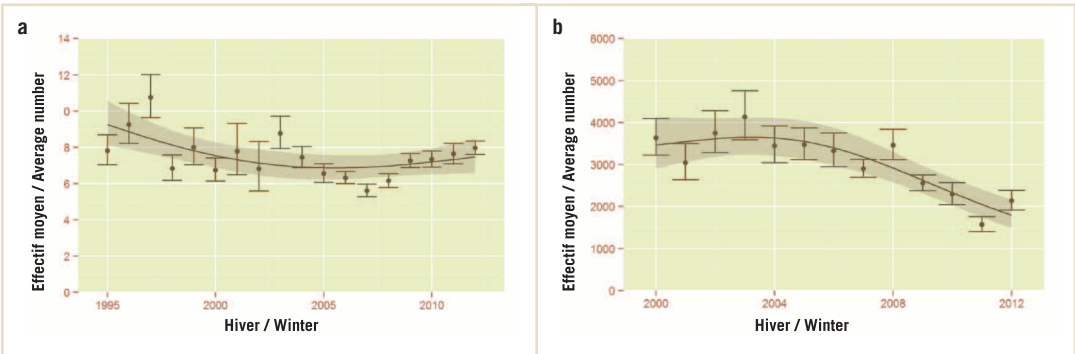 a
14
12
0
8
6
4
2
0
1995 2000 2005 2010
Effectif moyen / Average number
Hiver / Winter
b
6000
5000
4000
3000
2000
1000
0
2000 2004 2008 2012
Effectif moyen / Average number
Hiver / Winter